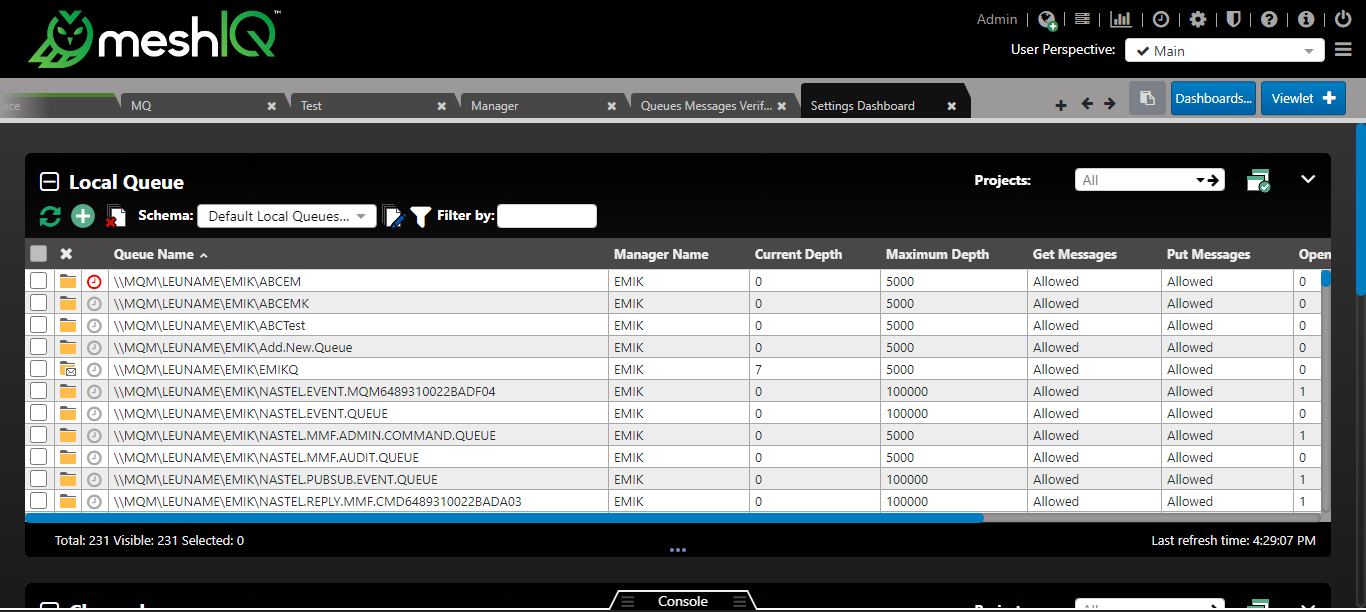 meshIQ™
Admin
User Perspective: Main
MQ
Test
Manager
Queues Messages Verif...
Settings Dashboard
Dashboards...
Viewlet
Local Queue
Projects: All
Schema: Default Local Queues... Filter by:
Queue Name Manager Name Current Depth Maximum Depth Get Messages Put Messages Open
\\MQM\LEUNAME\EMIK\ABCEM EMIK 0 5000 Allowed Allowed 0
\\MQM\LEUNAME\EMIK\ABCEMK EMIK 0 5000 Allowed Allowed 0
\\MQM\LEUNAME\EMIK\ABCTest EMIK 0 5000 Allowed Allowed 0
\\MQM\LEUNAME\EMIK\Add.New.Queue EMIK 0 5000 Allowed Allowed 0
\\MQM\LEUNAME\EMIK\EMIKQ EMIK 7 5000 Allowed Allowed 0
\\MQM\LEUNAME\EMIK\NASTEL.EVENT.MQM6489310022BADF04 EMIK 0 100000 Allowed Allowed 1
\\MQM\LEUNAME\EMIK\NASTEL.EVENT.QUEUE EMIK 0 100000 Allowed Allowed 0
\\MQM\LEUNAME\EMIK\NASTEL.MMF.ADMIN.COMMAND.QUEUE EMIK 0 5000 Allowed Allowed 1
\\MQM\LEUNAME\EMIK\NASTEL.MMF.AUDIT.QUEUE EMIK 0 5000 Allowed Allowed 0
\\MQM\LEUNAME\EMIK\NASTEL.PUBSUB.EVENT.QUEUE EMIK 0 100000 Allowed Allowed 1
\\MQM\LEUNAME\EMIK\NASTEL.REPLY.MMF.CMD6489310022BADA03 EMIK 0 100000 Allowed Allowed 1
Total: 231 Visible: 231 Selected: 0
Last refresh time: 4:29:07 PM
Console